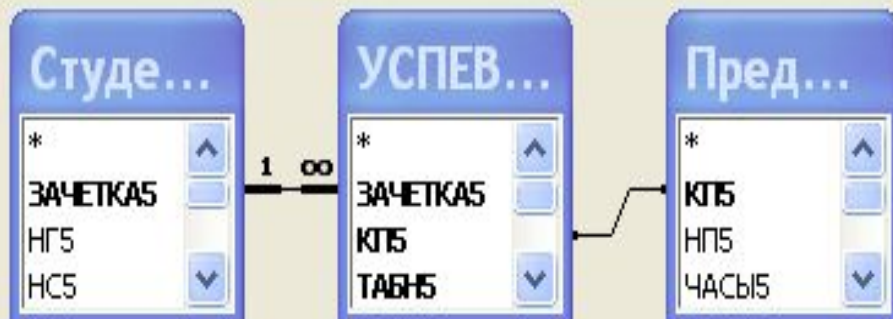 Студе...
*
ЗАЧЕТКА5
НГ5
НС5
1 ∞
УСПЕВ...
*
ЗАЧЕТКА5
КП5
ТАБН5
Пред...
*
КП5
НП5
ЧАСЫ5